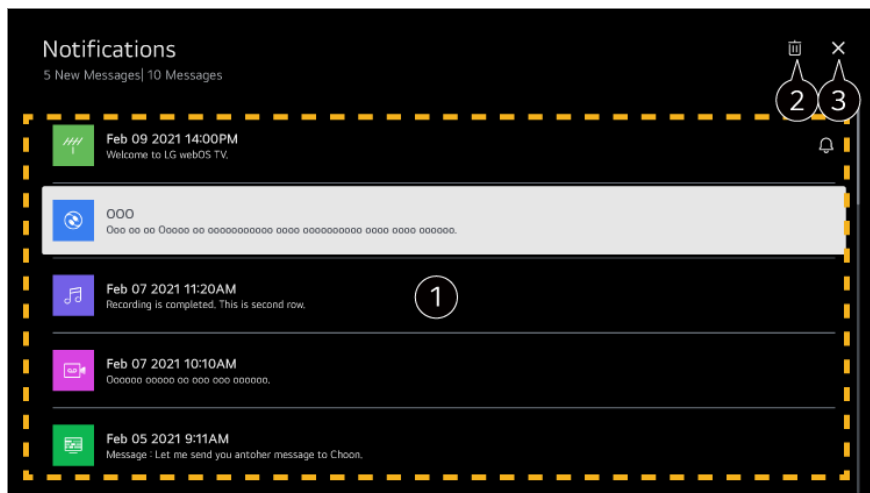 Notifications
5 New Messages| 10 Messages
2
3
Feb 09 2021 14:00PM
Welcome to LG webOS TV.
OOO
Ooo oo oo Ooooo oo ooooooooooo oooo oooooooooo oooo oooo oooooo.
Feb 07 2021 11:20AM
Recording is completed. This is second row.
1
Feb 07 2021 10:10AM
Oooooo ooooo oo ooo ooo oooooo.
Feb 05 2021 9:11AM
Message : Let me send you antoher message to Choon.